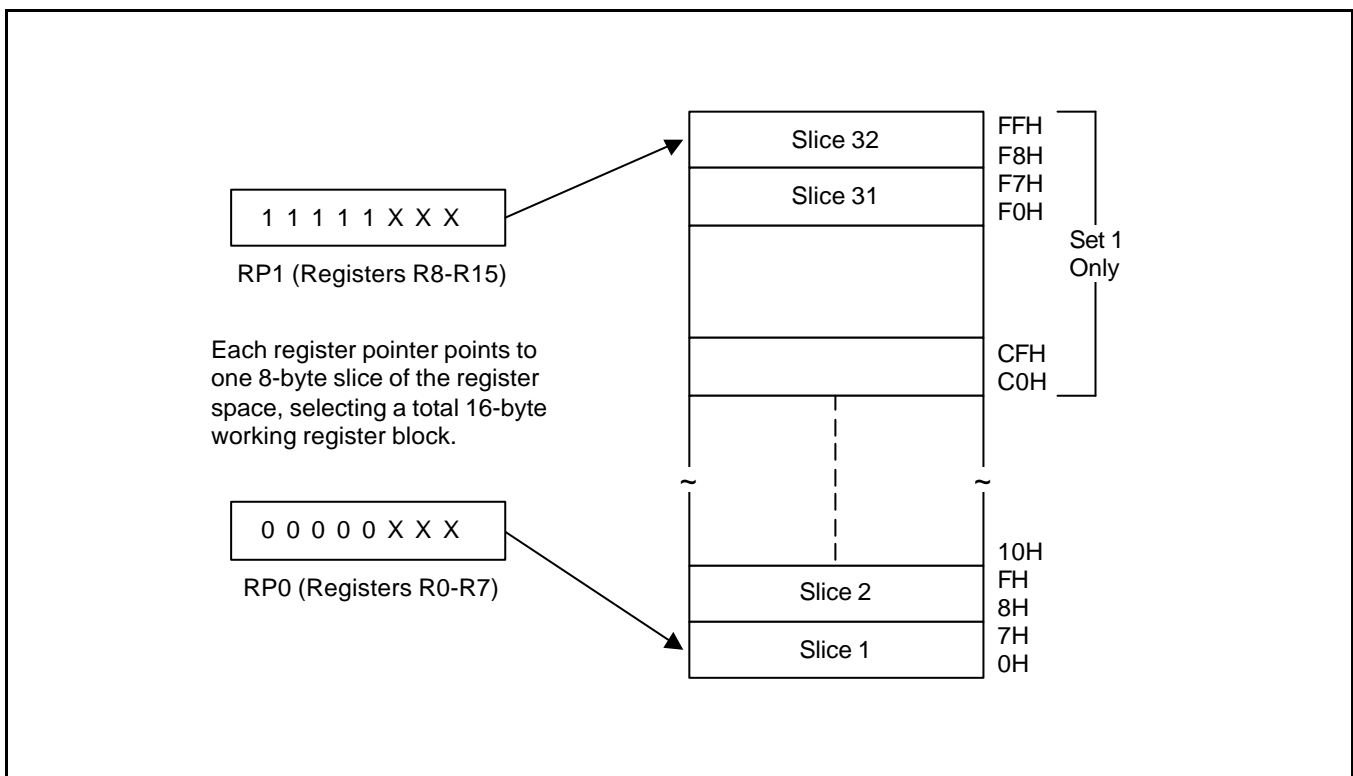 1 1 1 1 1 X X X
RP1 (Registers R8-R15)
Each register pointer points to
one 8-byte slice of the register
space, selecting a total 16-byte
working register block.
0 0 0 0 0 X X X
RP0 (Registers R0-R7)
Slice 32
Slice 31
~
~
Slice 2
Slice 1
FFH
F8H
F7H
F0H
CFH
C0H
10H
FH
8H
7H
0H
Set 1
Only